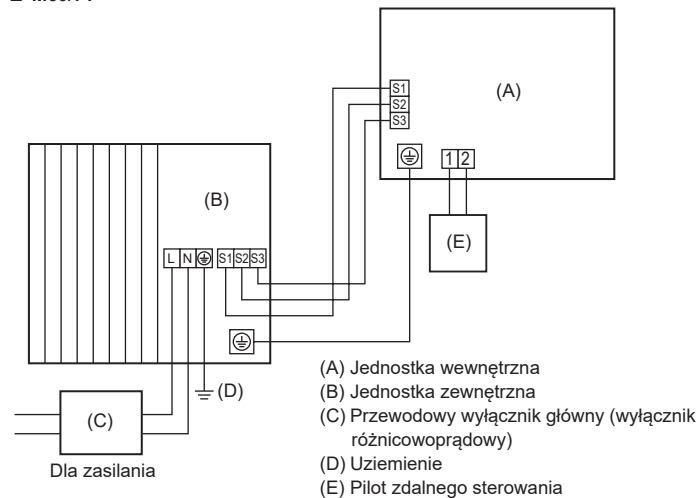 S1
S2
S3
(A)
1 2
(E)
(B)
L N S1 S2 S3
(D)
(C)
Dla zasilania
(A) Jednostka wewnętrzna
(B) Jednostka zewnętrzna
(C) Przewodowy wyłącznik główny (wyłącznik
różnicowoprądowy)
(D) Uziemienie
(E) Pilot zdalnego sterowania